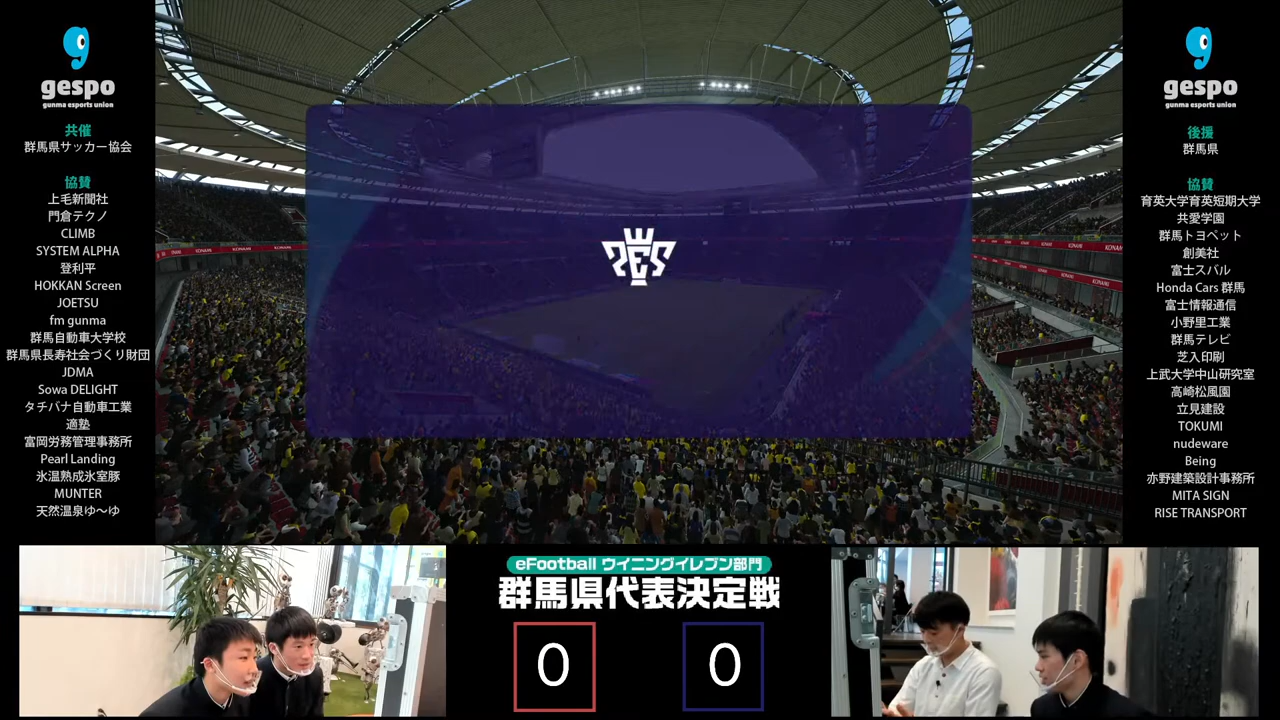 gespo
gunma esports union
共催
群馬県サッカー協会
協賛
上毛新聞社
門倉テクノ
CLIMB
SYSTEM ALPHA
登利平
HOKKAN Screen
JOETSU
fm gunma
群馬自動車大学校
群馬県長寿社会づくり財団
JDMA
Sowa DELIGHT
タチバナ自動車工業
適塾
富岡労務管理事務所
Pearl Landing
氷温熟成氷室豚
MUNTER
天然温泉ゆ〜ゆ
PES
KONAMI
KONAMI
KONAMI
KONAMI
KONAMI
gespo
gunma esports union
後援
群馬県
協賛
育英大学育英短期大学
共愛学園
群馬トヨペット
創美社
富士スバル
Honda Cars 群馬
富士情報通信
小野里工業
群馬テレビ
芝入印刷
上武大学中山研究室
高崎松風園
立見建設
TOKUMI
nudeware
Being
亦野建築設計事務所
MITA SIGN
RISE TRANSPORT
eFootball ウイニングイレブン部門
群馬県代表決定戦
0 0